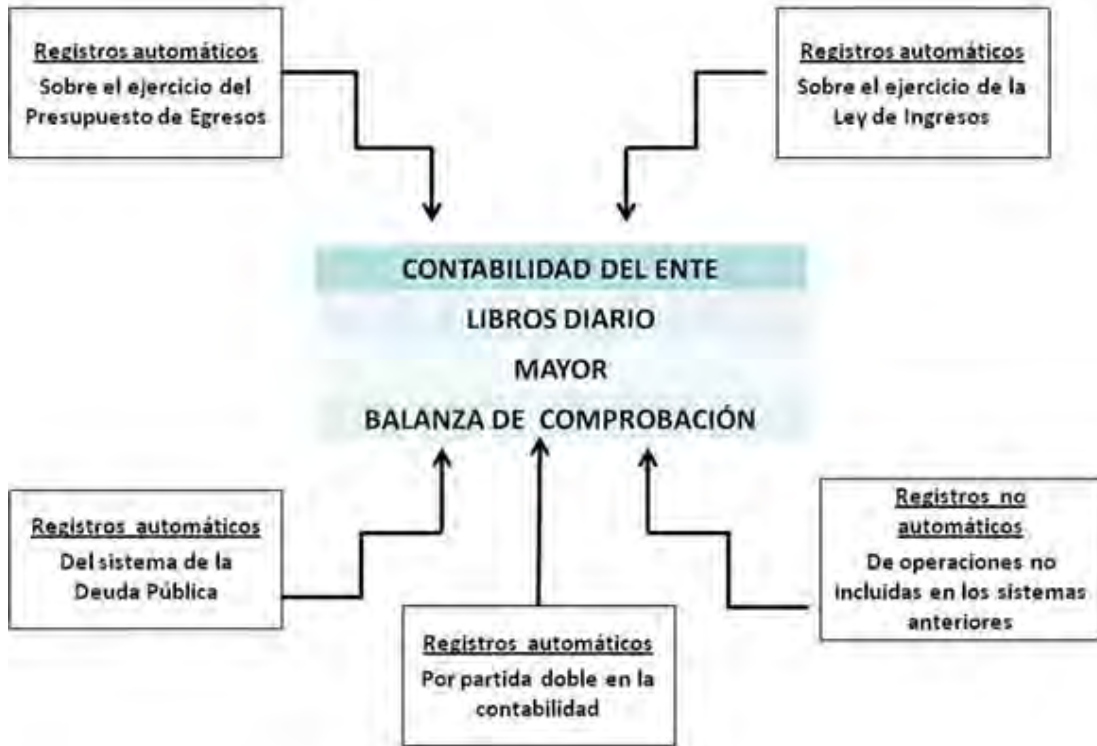 Registros automáticos
Sobre el ejercicio del
Presupuesto de Egresos
Registros automáticos
Sobre el ejercicio de la
Ley de Ingresos
CONTABILIDAD DEL ENTE
LIBROS DIARIO
MAYOR
BALANZA DE COMPROBACIÓN
Registros automáticos
Del sistema de la
Deuda Pública
Registros automáticos
Por partida doble en la
contabilidad
Registros no
automáticos
De operaciones no
incluidas en los sistemas
anteriores